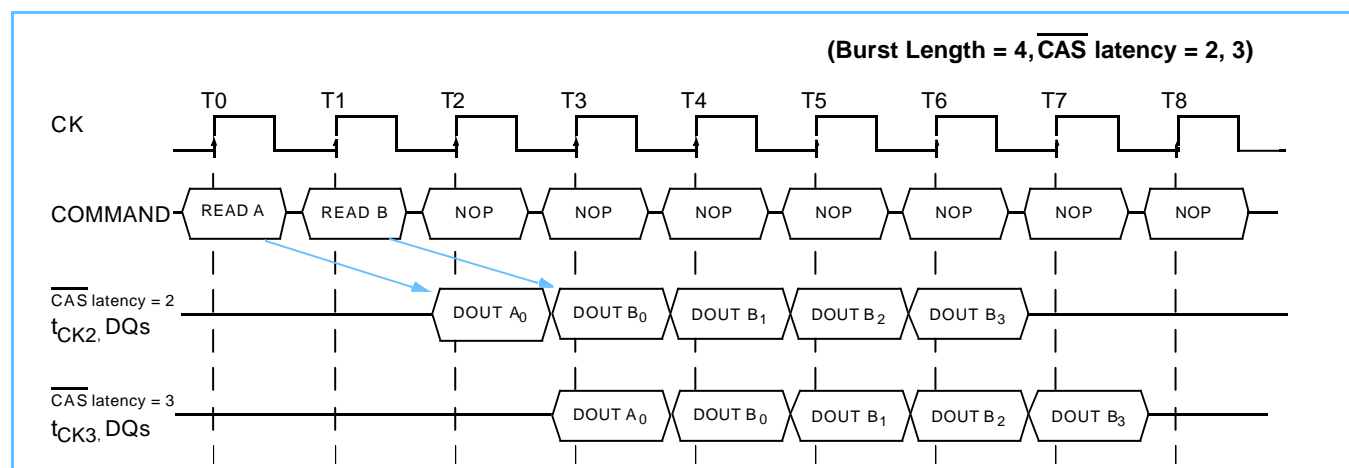 (Burst Length = 4, CAS latency = 2, 3)
T0 T1 T2 T3 T4 T5 T6 T7 T8
CK
COMMAND READ A READ B NOP NOP NOP NOP NOP NOP NOP
CAS latency = 2
tCK2, DQs DOUT A0 DOUT B0 DOUT B1 DOUT B2 DOUT B3
CAS latency = 3
tCK3, DQs DOUT A0 DOUT B0 DOUT B1 DOUT B2 DOUT B3